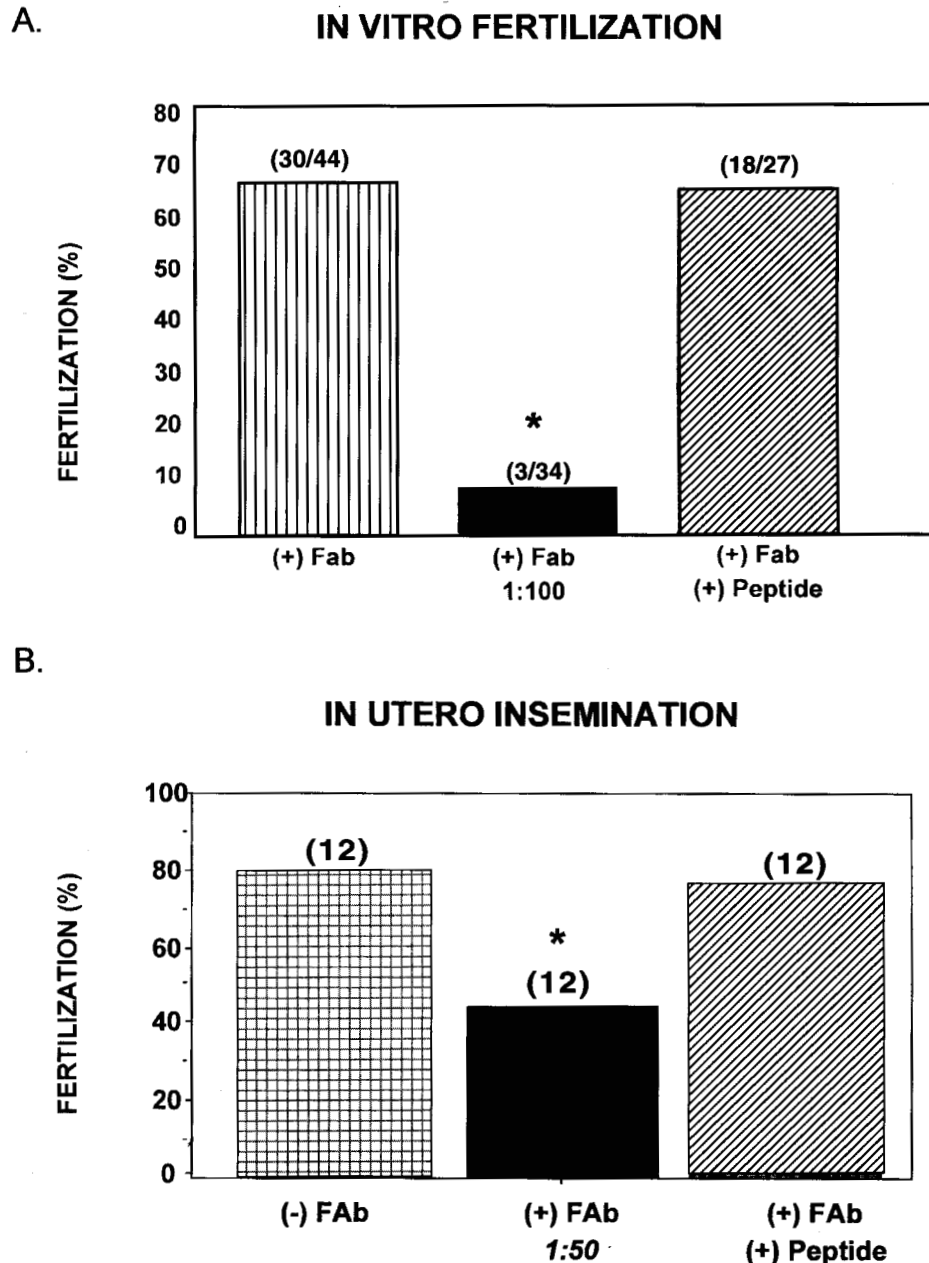 A.
IN VITRO FERTILIZATION
80
70
60
50
40
30
20
10
0
FERTILIZATION (%)
(30/44)
*
(3/34)
(18/27)
(+) Fab
(+) Fab
1:100
(+) Fab
(+) Peptide
B.
IN UTERO INSEMINATION
100
80
60
40
20
0
FERTILIZATION (%)
(12)
*
(12)
(12)
(-) FAb
(+) FAb
1:50
(+) FAb
(+) Peptide